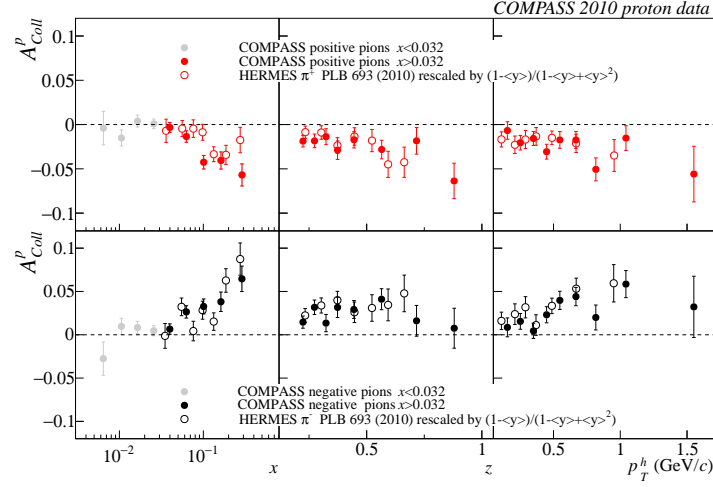 COMPASS 2010 proton data
A^p_Coll
0.1
0.05
0
−0.05
−0.1
COMPASS positive pions x<0.032
COMPASS positive pions x>0.032
HERMES π⁺ PLB 693 (2010) rescaled by (1-<y>)/(1-<y>+<y>²)
A^p_Coll
0.1
0.05
0
−0.05
−0.1
COMPASS negative pions x<0.032
COMPASS negative pions x>0.032
HERMES π⁻ PLB 693 (2010) rescaled by (1-<y>)/(1-<y>+<y>²)
10⁻² 10⁻¹ 0.5 1 0.5 1 1.5
x z p^h_T (GeV/c)